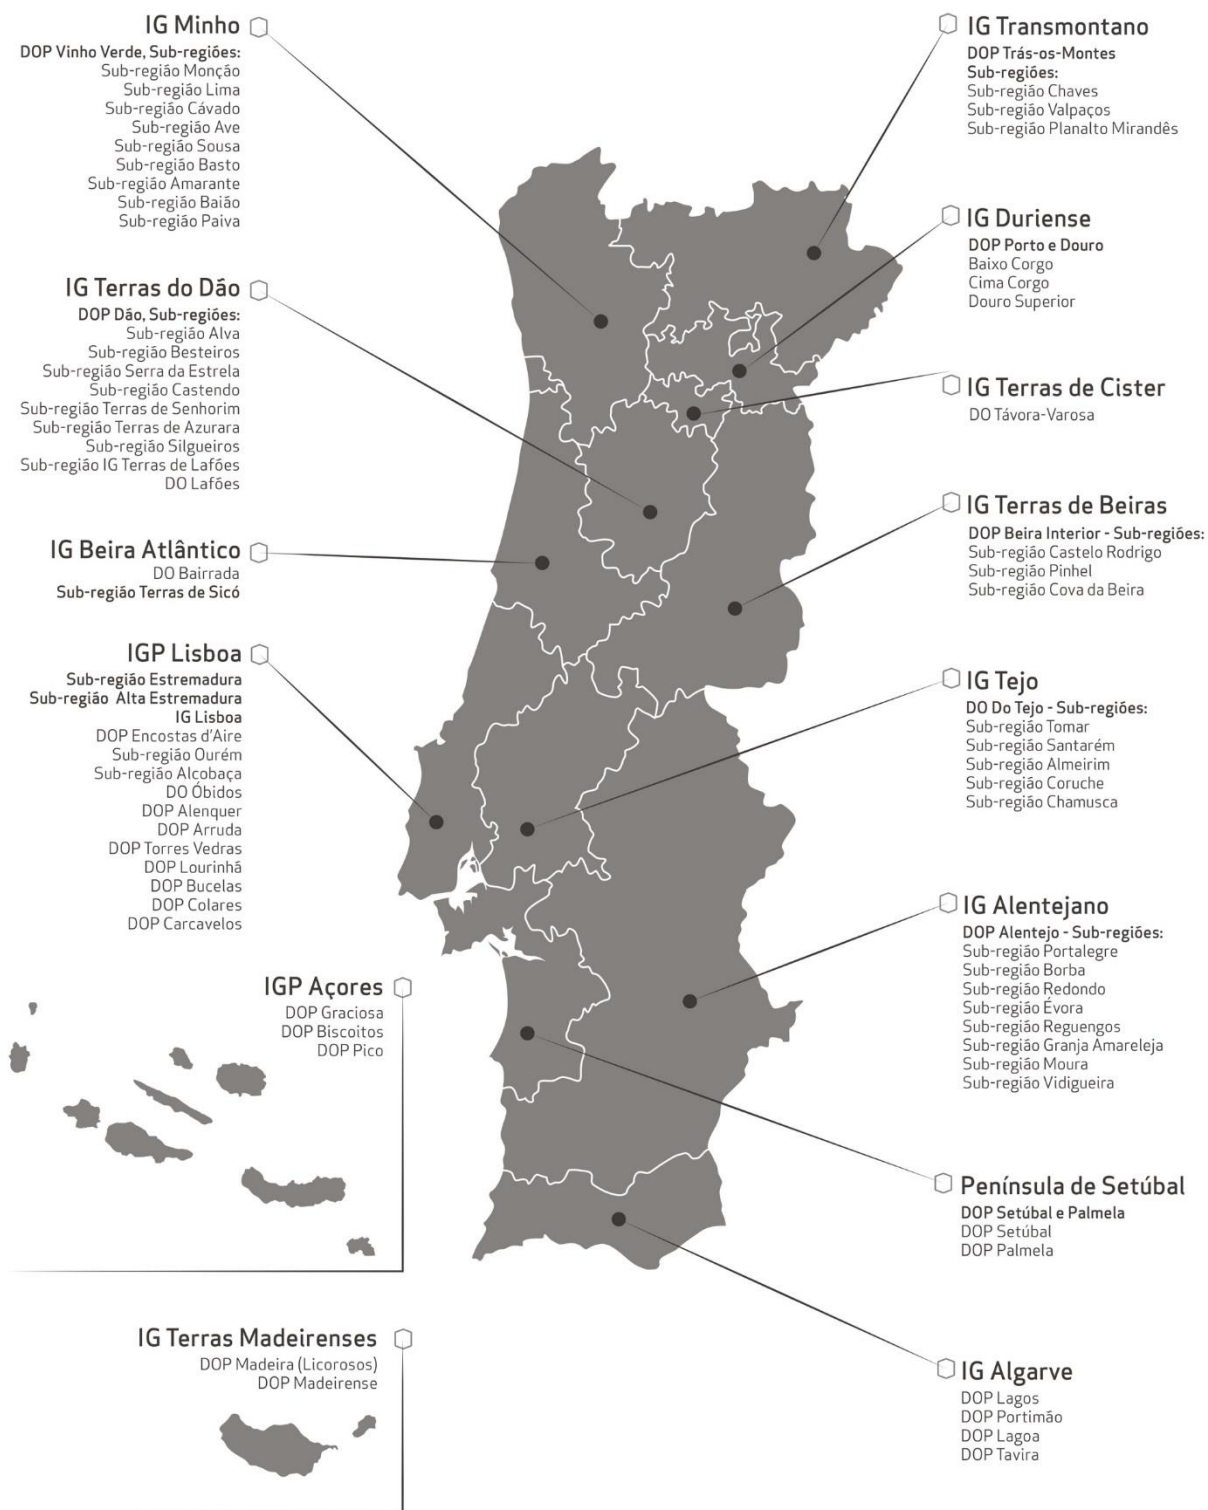 IG Minho
DOP Vinho Verde, Sub-regiões:
Sub-região Monção
Sub-região Lima
Sub-região Cávado
Sub-região Ave
Sub-região Sousa
Sub-região Basto
Sub-região Amarante
Sub-região Baião
Sub-região Paiva
IG Terras do Dão
DOP Dão, Sub-regiões:
Sub-região Alva
Sub-região Besteiros
Sub-região Serra da Estrela
Sub-região Castendo
Sub-região Terras de Senhorim
Sub-região Terras de Azurara
Sub-região Silgueiros
Sub-região IG Terras de Lafões
DO Lafões
IG Beira Atlântico
DO Bairrada
Sub-região Terras de Sicó
IGP Lisboa
Sub-região Estremadura
Sub-região Alta Estremadura
IG Lisboa
DOP Encostas d'Aire
Sub-região Ourém
Sub-região Alcobaça
DO Óbidos
DOP Alenquer
DOP Arruda
DOP Torres Vedras
DOP Lourinhã
DOP Bucelas
DOP Colares
DOP Carcavelos
IGP Açores
DOP Graciosa
DOP Biscoitos
DOP Pico
IG Terras Madeirenses
DOP Madeira (Licorosos)
DOP Madeirense
IG Transmontano
DOP Trás-os-Montes
Sub-regiões:
Sub-região Chaves
Sub-região Valpaços
Sub-região Planalto Mirandês
IG Duriense
DOP Porto e Douro
Baixo Corgo
Cima Corgo
Douro Superior
IG Terras de Cister
DO Távora-Varosa
IG Terras de Beiras
DOP Beira Interior - Sub-regiões:
Sub-região Castelo Rodrigo
Sub-região Pinhel
Sub-região Cova da Beira
IG Tejo
DO Do Tejo - Sub-regiões:
Sub-região Tomar
Sub-região Santarém
Sub-região Almeirim
Sub-região Coruche
Sub-região Chamusca
IG Alentejano
DOP Alentejo - Sub-regiões:
Sub-região Portalegre
Sub-região Borba
Sub-região Redondo
Sub-região Évora
Sub-região Reguengos
Sub-região Granja Amareleja
Sub-região Moura
Sub-região Vidigueira
Península de Setúbal
DOP Setúbal e Palmela
DOP Setúbal
DOP Palmela
IG Algarve
DOP Lagos
DOP Portimão
DOP Lagoa
DOP Tavira